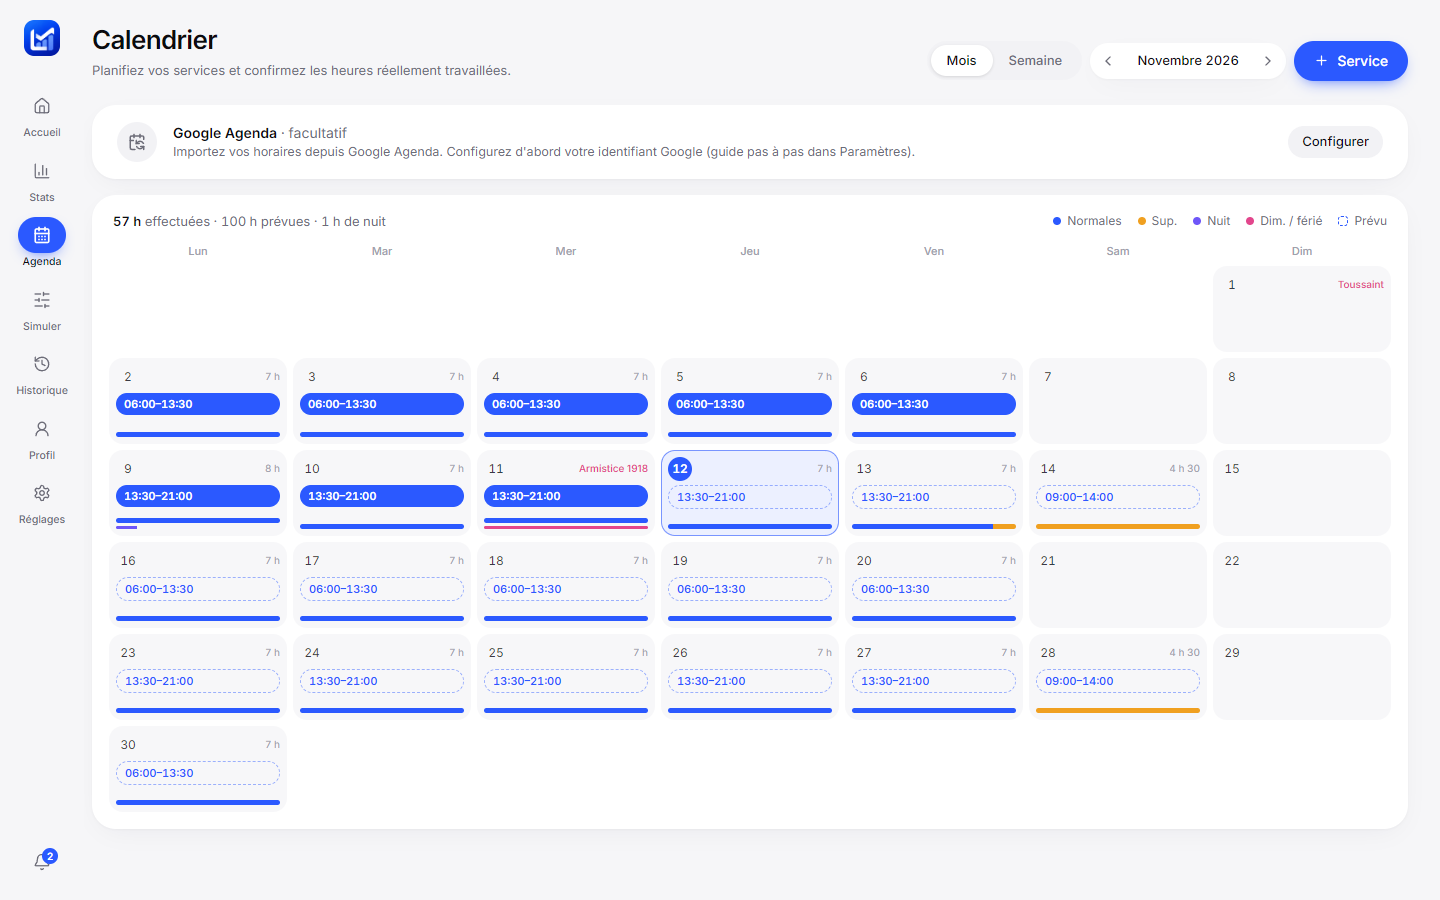 Calendrier
Planifiez vos services et confirmez les heures réellement travaillées.
Mois
Semaine
Novembre 2026
Service
Accueil
Stats
Agenda
Simuler
Historique
Profil
Réglages
2
Google Agenda · facultatif
Importez vos horaires depuis Google Agenda. Configurez d'abord votre identifiant Google (guide pas à pas dans Paramètres).
Configurer
57 h effectuées · 100 h prévues · 1 h de nuit
Normales Sup. Nuit Dim. / férié Prévu
Lun Mar Mer Jeu Ven Sam Dim
1 Toussaint
2 7 h 3 7 h 4 7 h 5 7 h 6 7 h 7 8
06:00–13:30 06:00–13:30 06:00–13:30 06:00–13:30 06:00–13:30
9 8 h 10 7 h 11 Armistice 1918 12 7 h 13 7 h 14 4 h 30 15
13:30–21:00 13:30–21:00 13:30–21:00 13:30–21:00 13:30–21:00 09:00–14:00
16 7 h 17 7 h 18 7 h 19 7 h 20 7 h 21 22
06:00–13:30 06:00–13:30 06:00–13:30 06:00–13:30 06:00–13:30
23 7 h 24 7 h 25 7 h 26 7 h 27 7 h 28 4 h 30 29
13:30–21:00 13:30–21:00 13:30–21:00 13:30–21:00 13:30–21:00 09:00–14:00
30 7 h
06:00–13:30